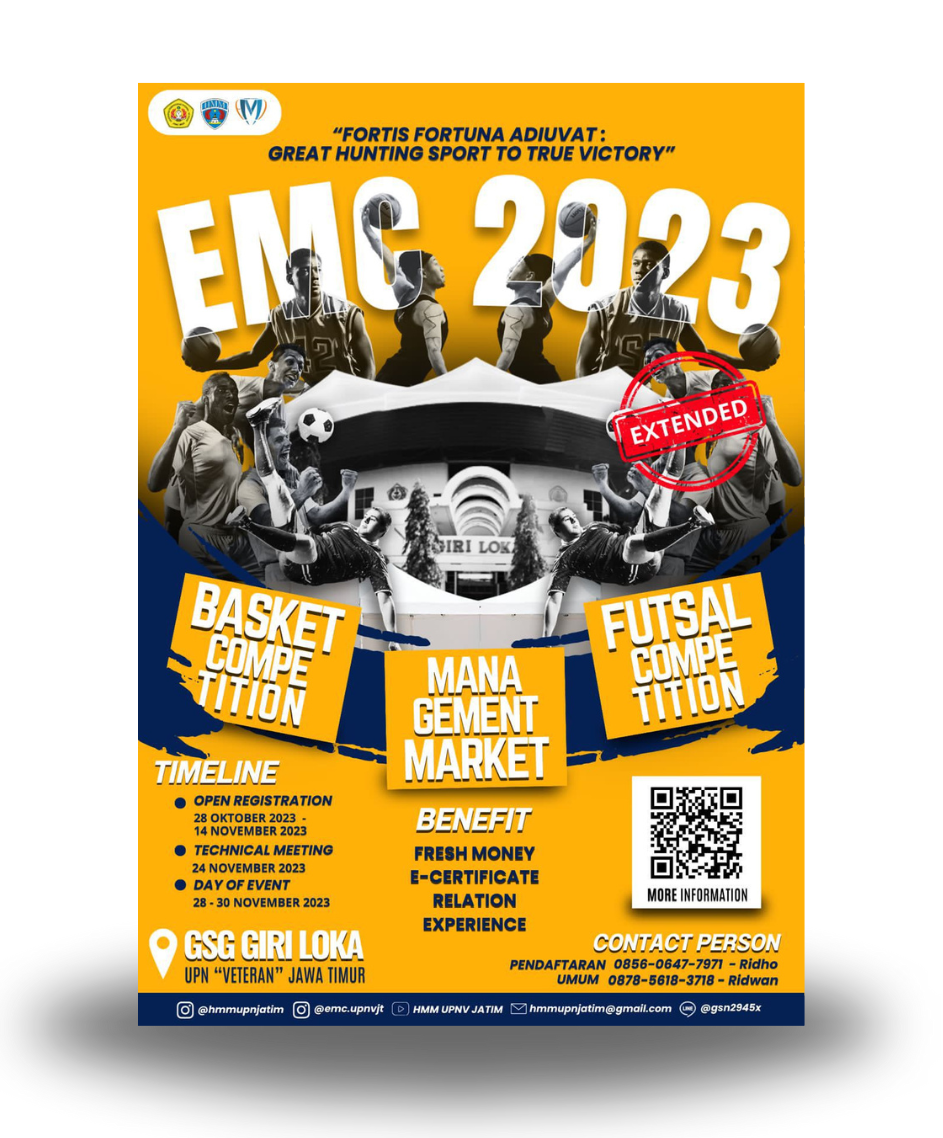 “FORTIS FORTUNA ADIUVAT :
GREAT HUNTING SPORT TO TRUE VICTORY”
EMC 2023
EXTENDED
GIRI LOKA
BASKET
COMPE
TITION
MANA
GEMENT
MARKET
FUTSAL
COMPE
TITION
TIMELINE
OPEN REGISTRATION
28 OKTOBER 2023 -
14 NOVEMBER 2023
TECHNICAL MEETING
24 NOVEMBER 2023
DAY OF EVENT
28 - 30 NOVEMBER 2023
BENEFIT
FRESH MONEY
E-CERTIFICATE
RELATION
EXPERIENCE
MORE INFORMATION
GSG GIRI LOKA
UPN “VETERAN” JAWA TIMUR
CONTACT PERSON
PENDAFTARAN 0856-0647-7971 - Ridho
UMUM 0878-5618-3718 - Ridwan
@hmmupnjatim @emc.upnvjt HMM UPNV JATIM hmmupnjatim@gmail.com LINE @gsn2945x